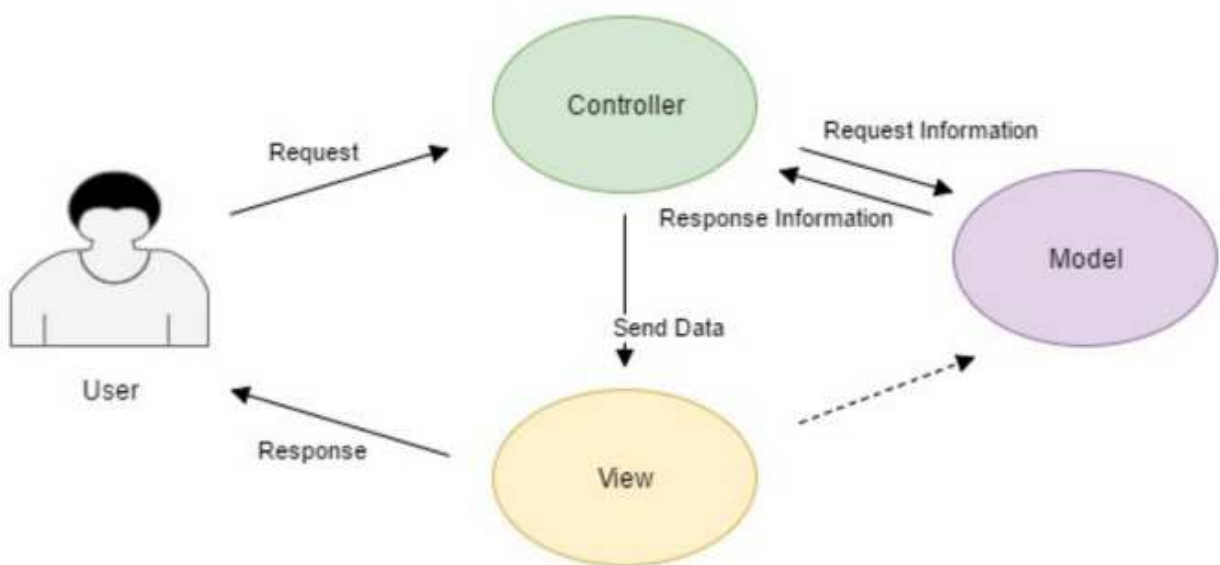 Controller
Request Information
Request
Response Information
Model
Send Data
User
Response
View